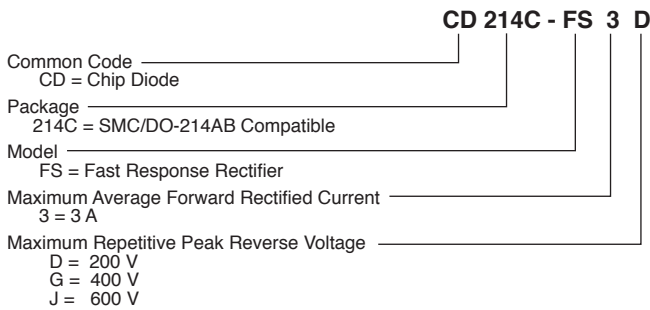 CD 214C - FS 3 D
Common Code
CD = Chip Diode
Package
214C = SMC/DO-214AB Compatible
Model
FS = Fast Response Rectifier
Maximum Average Forward Rectified Current
3 = 3 A
Maximum Repetitive Peak Reverse Voltage
D = 200 V
G = 400 V
J = 600 V